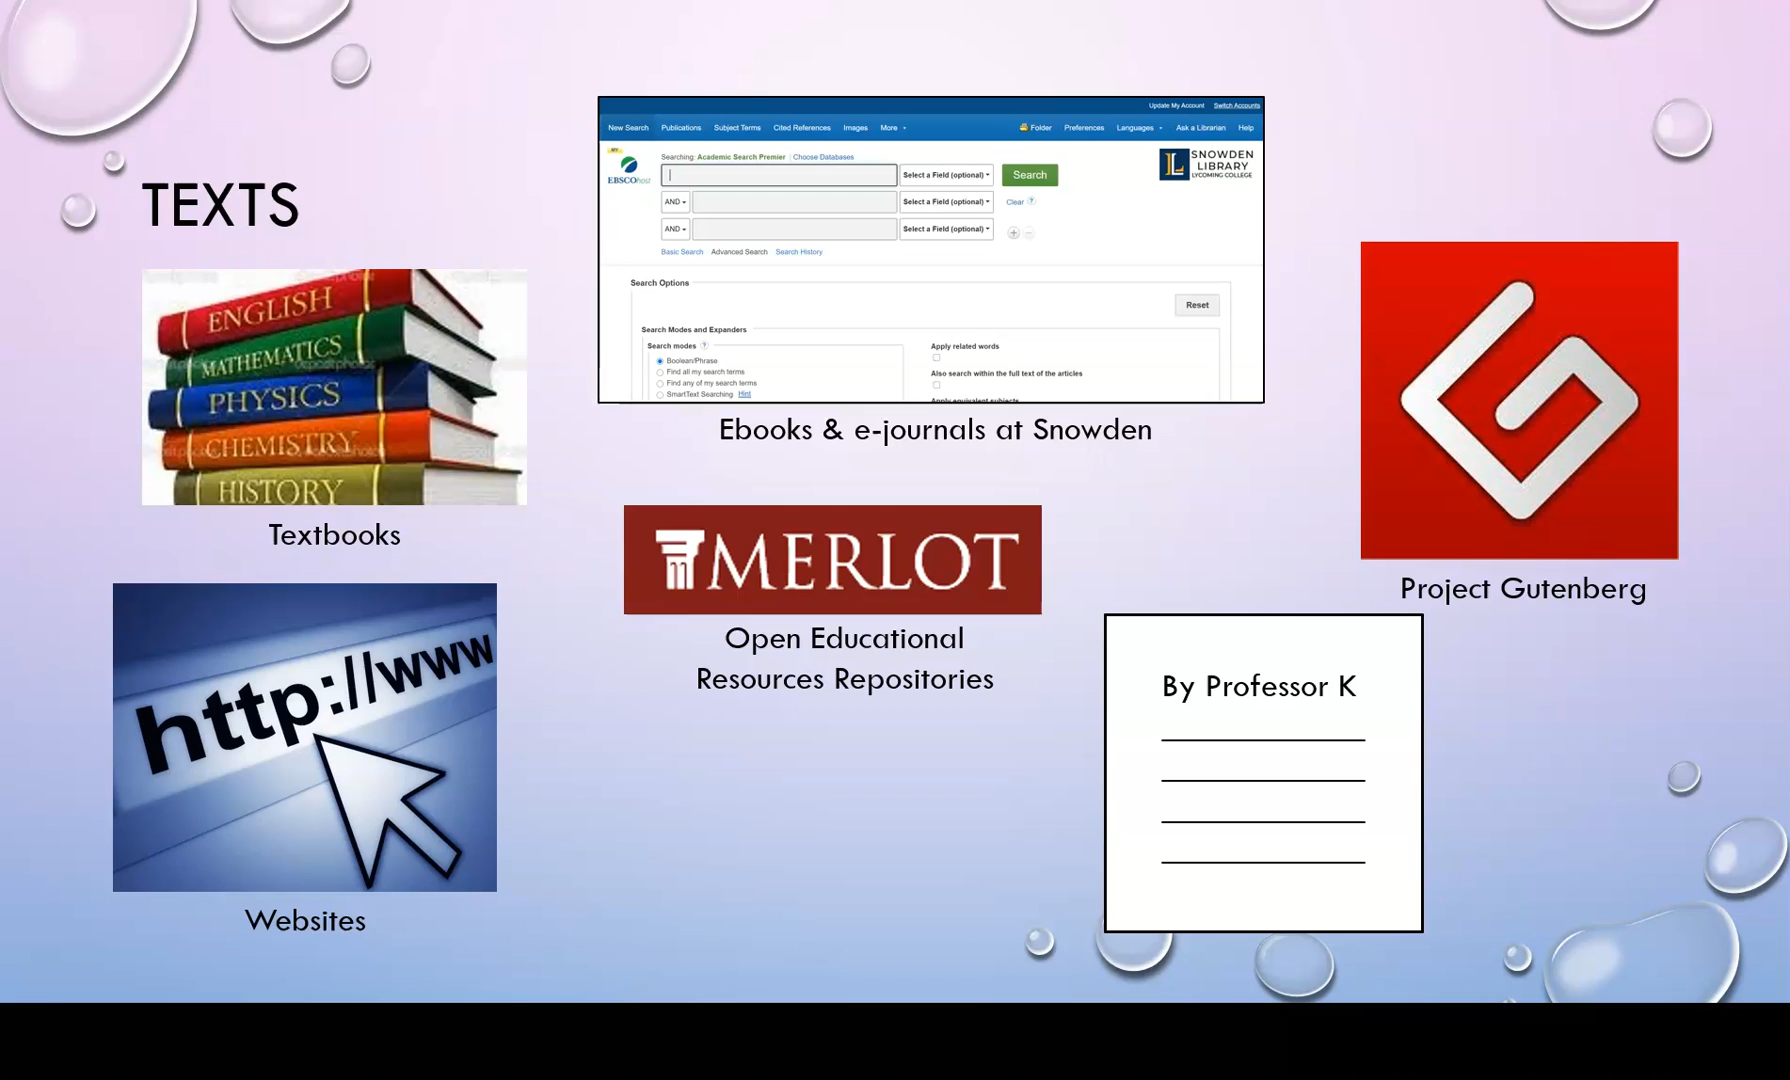 TEXTS
ENGLISH
MATHEMATICS
PHYSICS
CHEMISTRY
HISTORY
Textbooks
http://www
Websites
Update My Account Switch Accounts
New Search Publications Subject Terms Cited References Images More Folder Preferences Languages Ask a Librarian Help
Searching: Academic Search Premier Choose Databases
EBSCOhost
Select a Field (optional) Search
SNOWDEN
LIBRARY
LYCOMING COLLEGE
AND Select a Field (optional) Clear ?
AND Select a Field (optional)
Basic Search Advanced Search Search History
Search Options
Reset
Search Modes and Expanders
Search modes ?
Boolean/Phrase
Find all my search terms
Find any of my search terms
SmartText Searching Hint
Apply related words
Also search within the full text of the articles
Apply equivalent subjects
Ebooks & e-journals at Snowden
MERLOT
Open Educational
Resources Repositories
Project Gutenberg
By Professor K